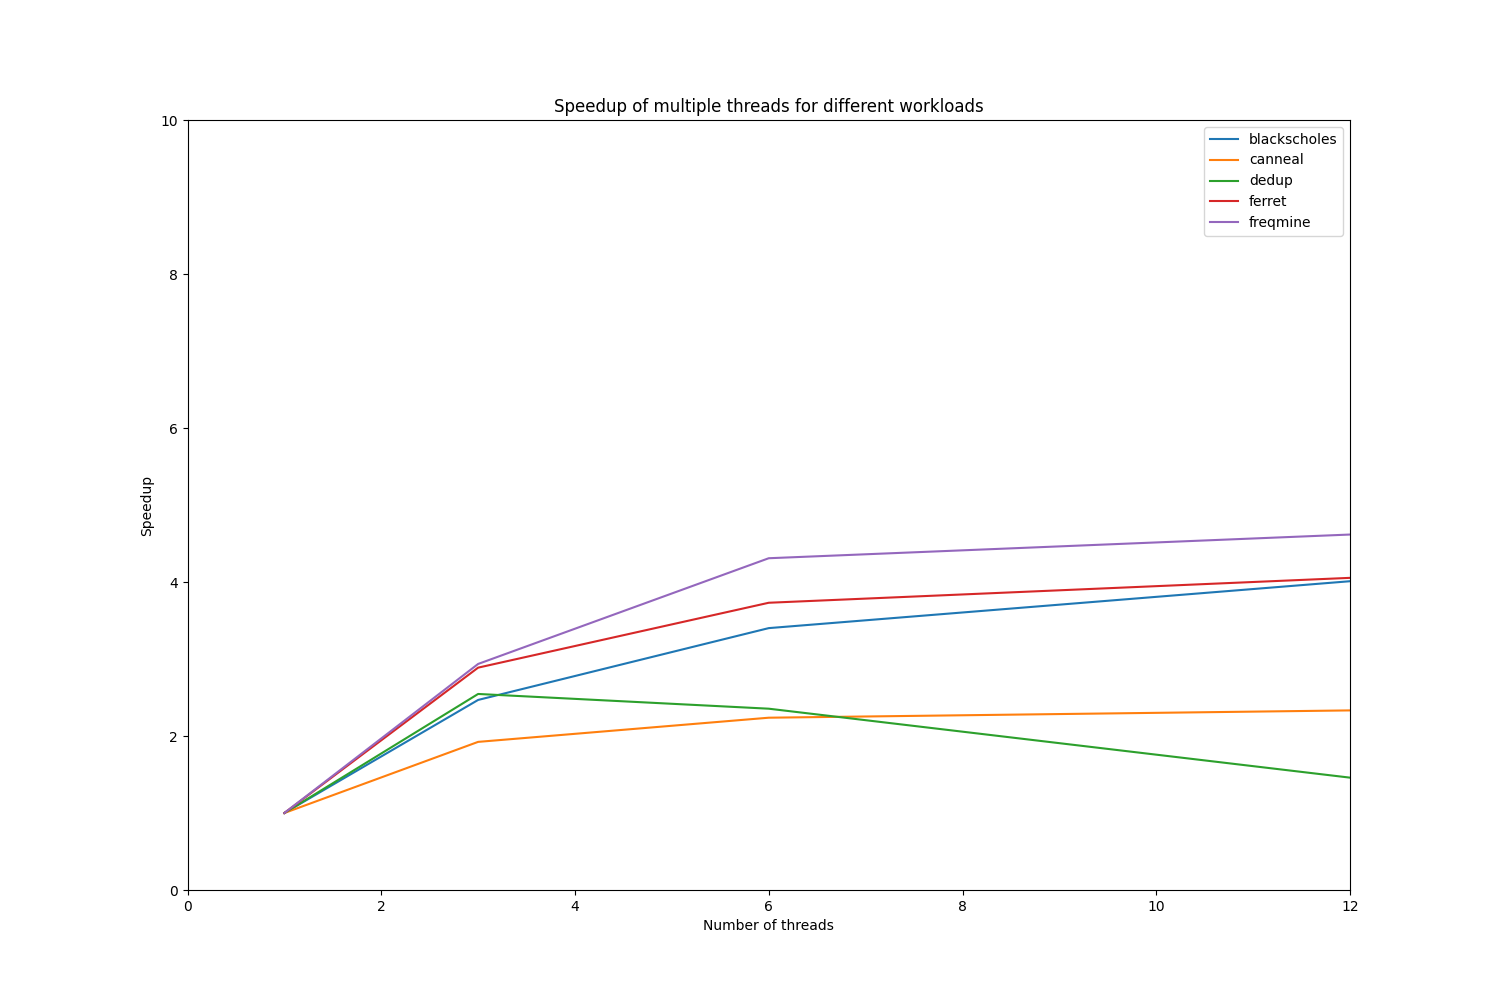 Speedup of multiple threads for different workloads
10
8
6
4
2
0
Speedup
0 2 4 6 8 10 12
Number of threads
blackscholes
canneal
dedup
ferret
freqmine